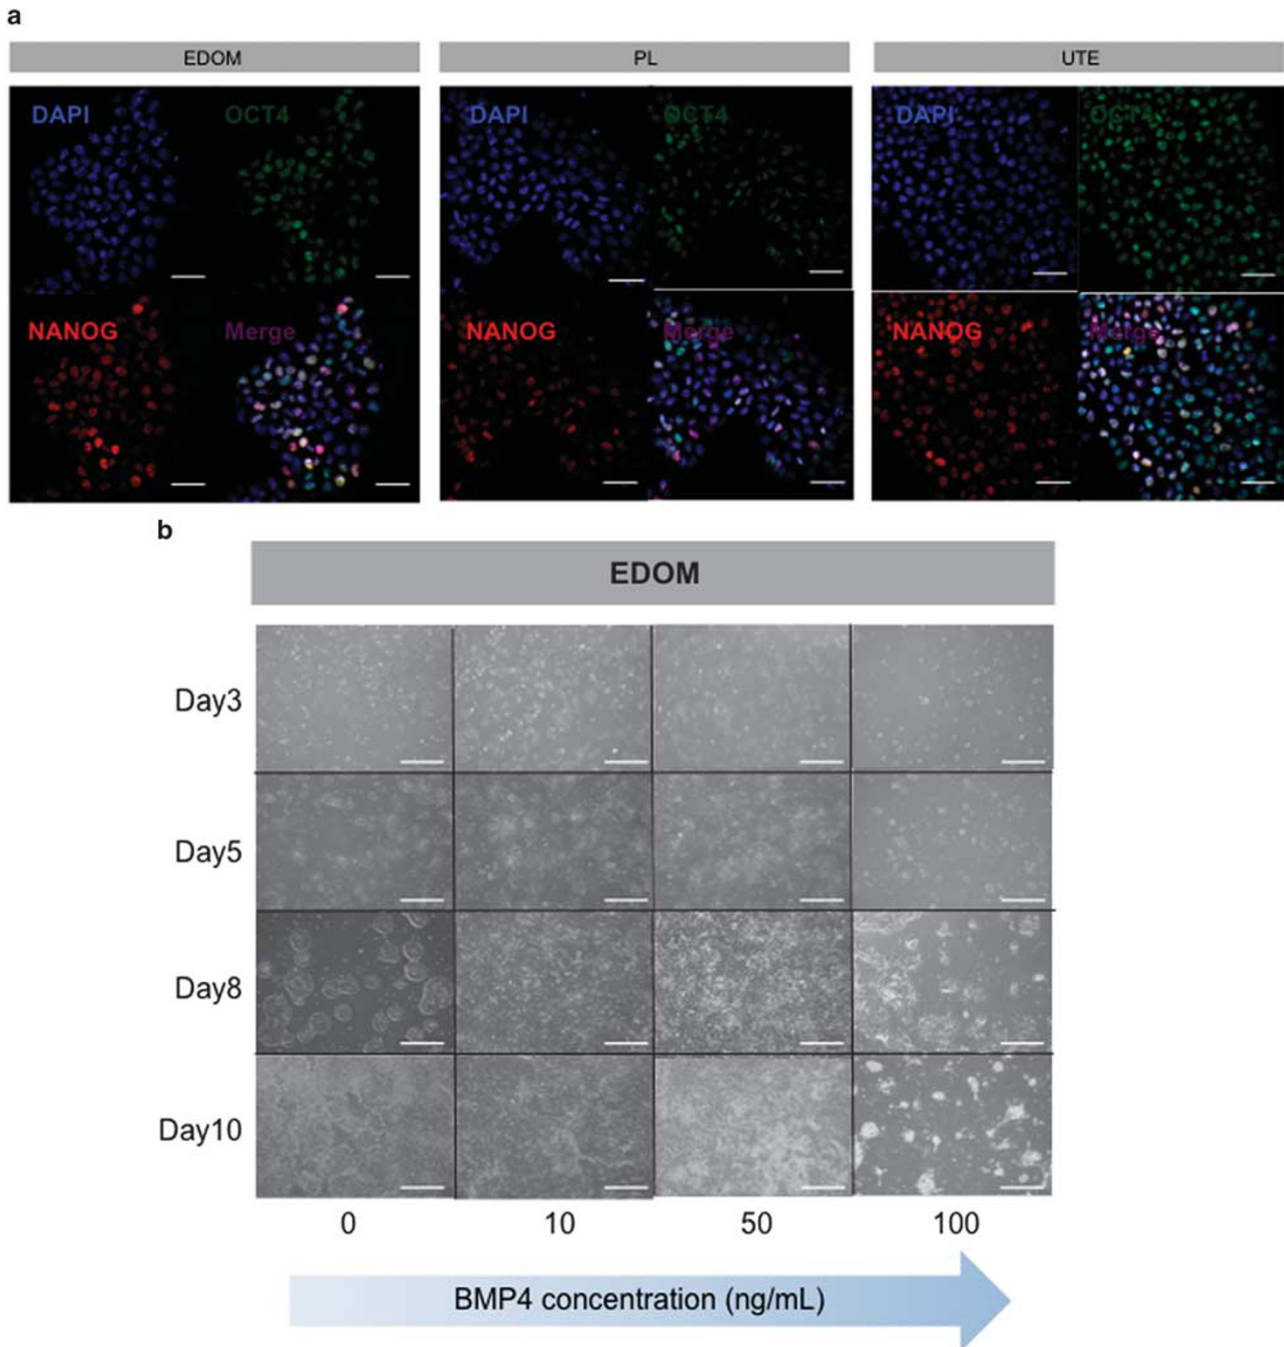 a
EDOM
PL
UTE
DAPI
OCT4
DAPI
OCT4
DAPI
OCT4
NANOG
Merge
NANOG
Merge
NANOG
Merge
b
EDOM
Day3
Day5
Day8
Day10
0
10
50
100
BMP4 concentration (ng/mL)